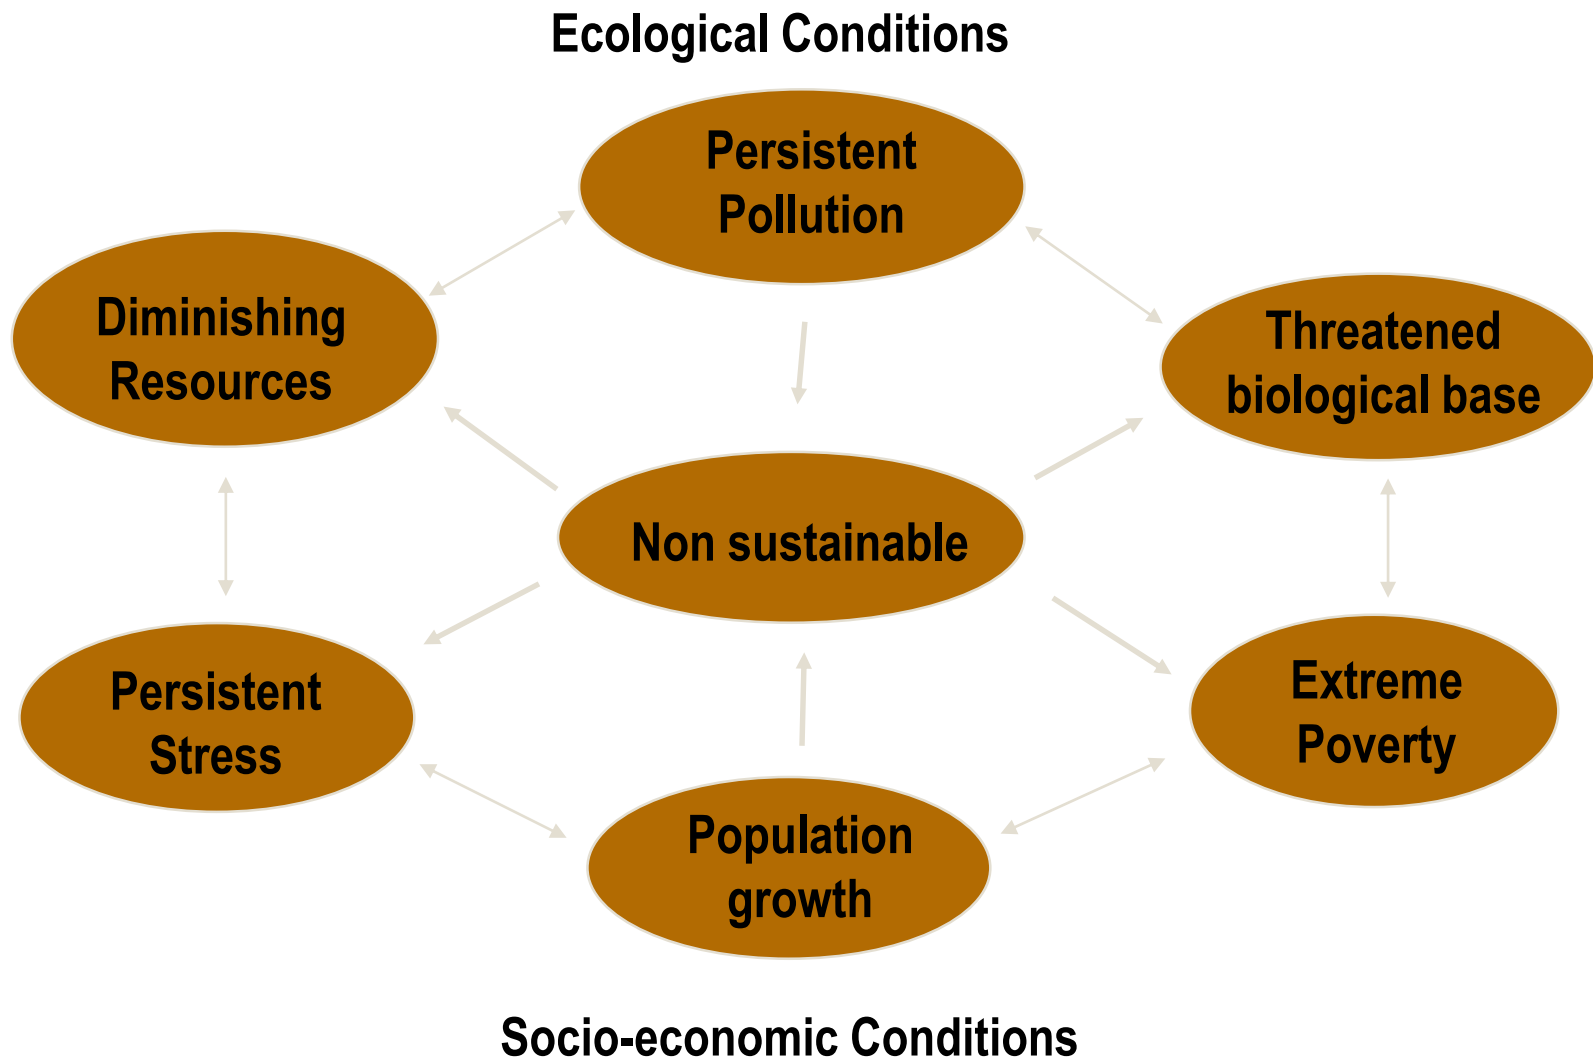 Ecological Conditions
Persistent
Pollution
Diminishing
Resources
Threatened
biological base
Non sustainable
Persistent
Stress
Extreme
Poverty
Population
growth
Socio-economic Conditions